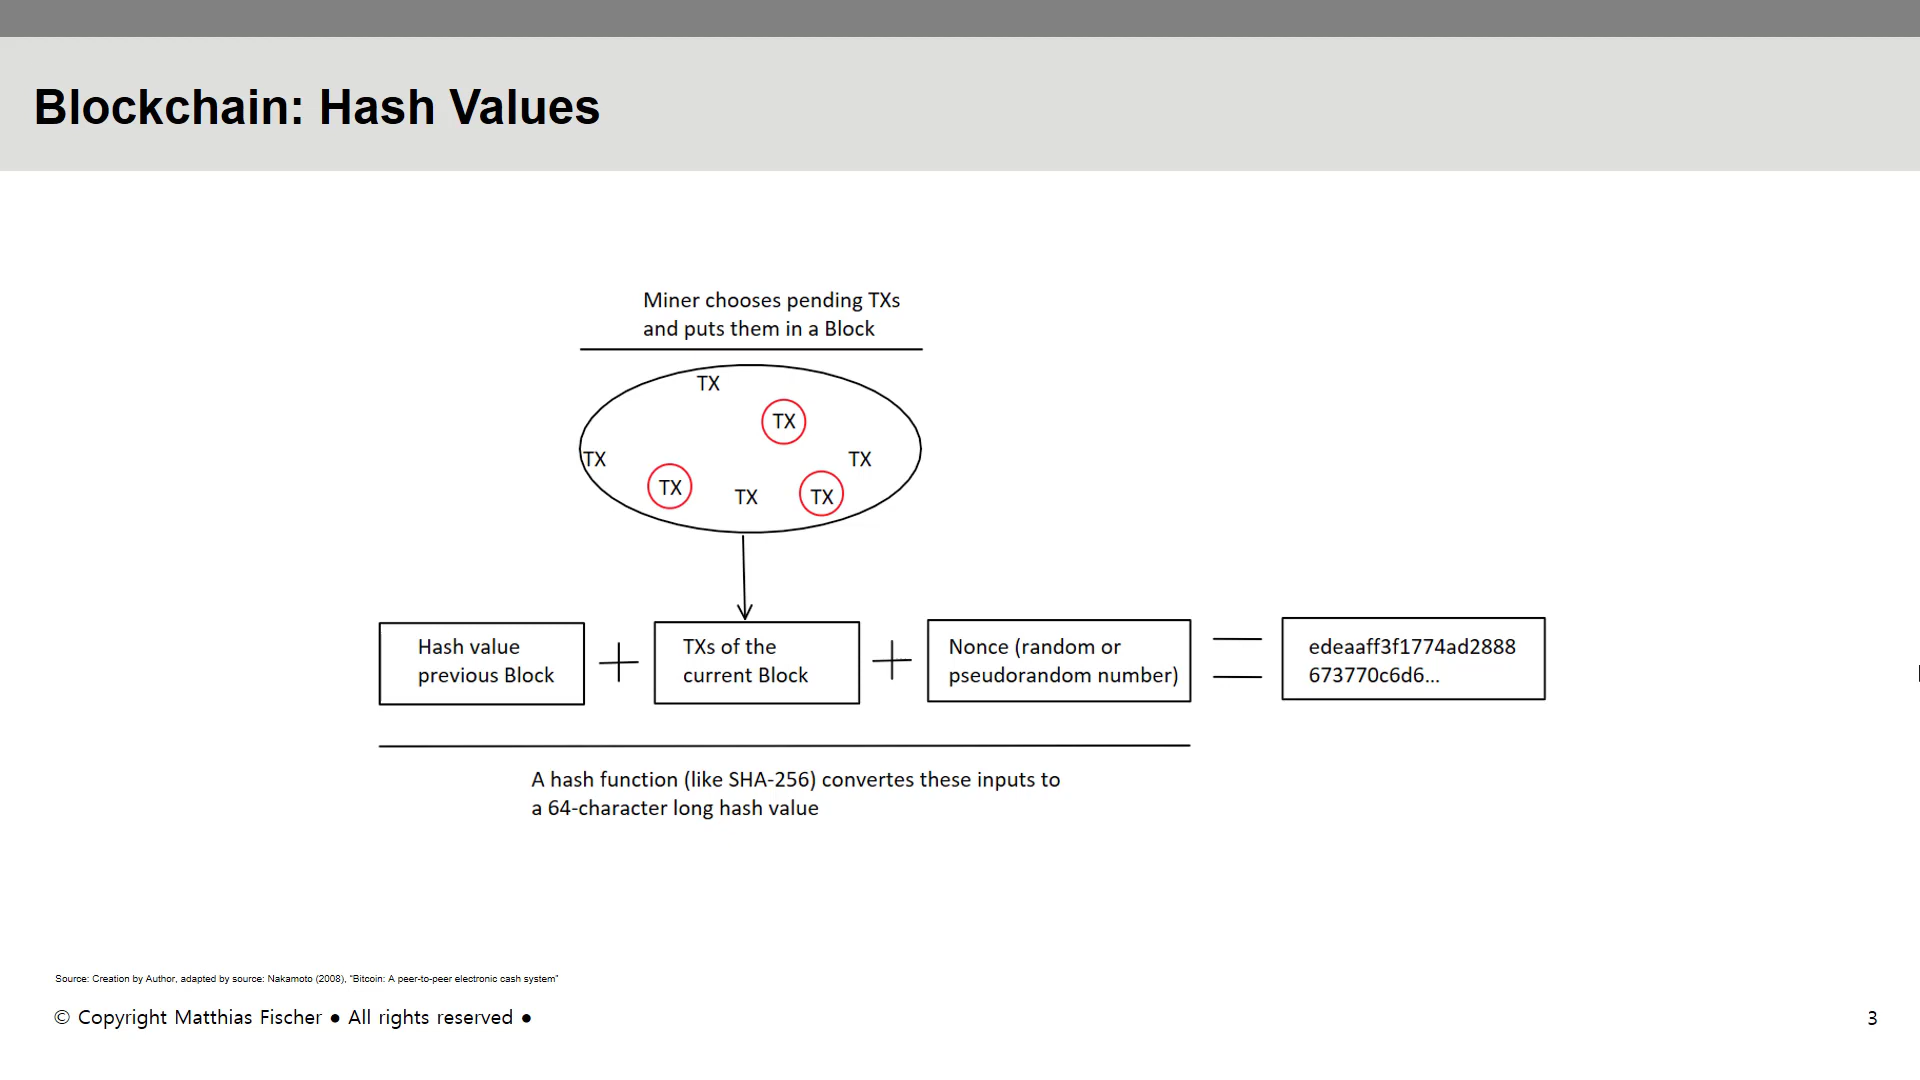 Blockchain: Hash Values
Miner chooses pending TXs
and puts them in a Block
TX
TX
TX
TX
TX
TX
TX
Hash value
previous Block
TXs of the
current Block
Nonce (random or
pseudorandom number)
edeaaff3f1774ad2888
673770c6d6...
A hash function (like SHA-256) convertes these inputs to
a 64-character long hash value
Source: Creation by Author, adapted by source: Nakamoto (2008), "Bitcoin: A peer-to-peer electronic cash system"
© Copyright Matthias Fischer ● All rights reserved ●
3